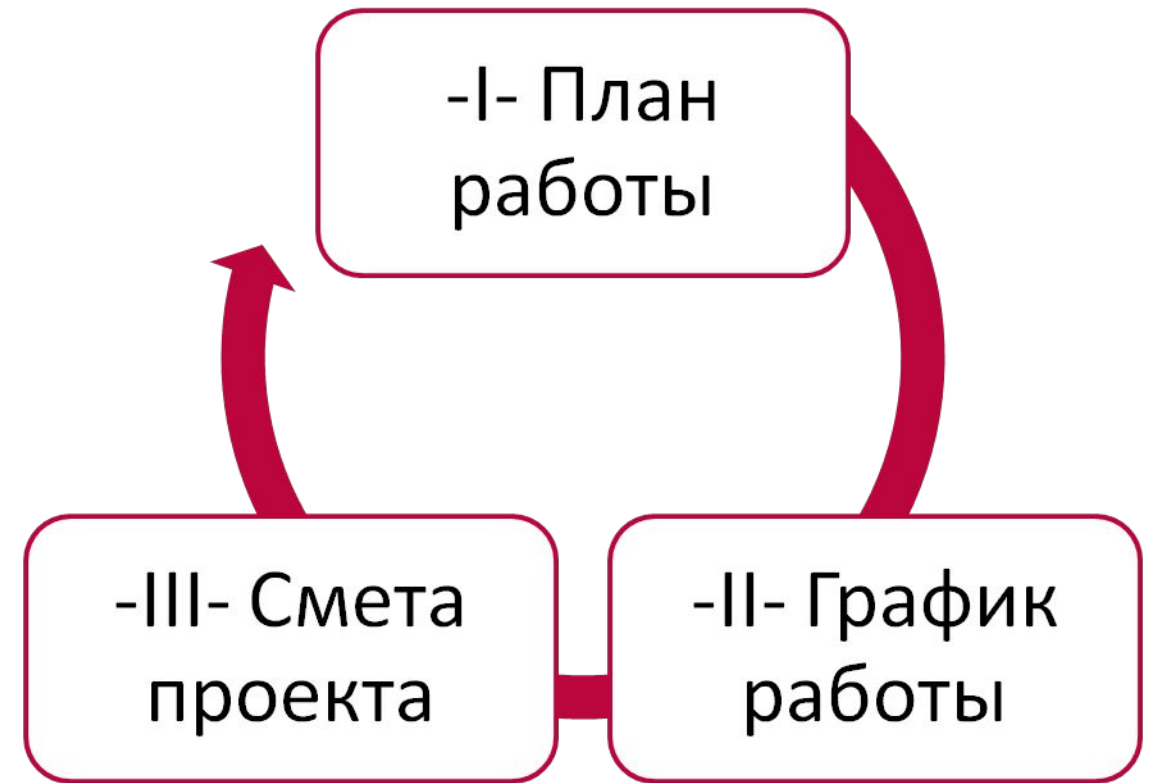 -I- План
работы
-III- Смета
проекта
-II- График
работы